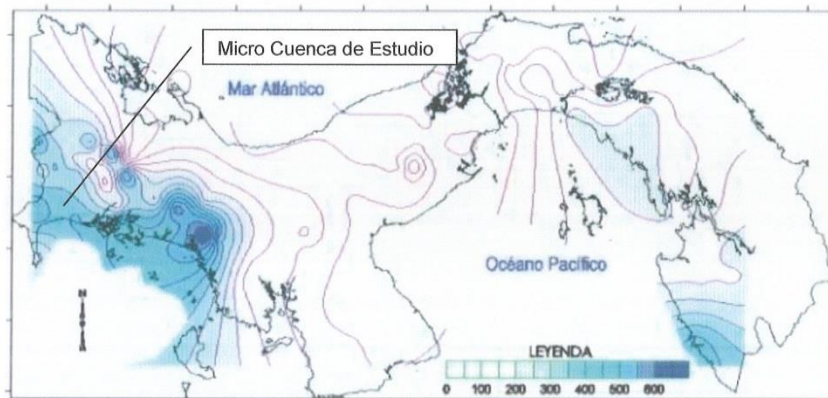 Micro Cuenca de Estudio
Mar Atlántico
Océano Pacífico
N
LEYENDA
0 100 200 300 400 500 600